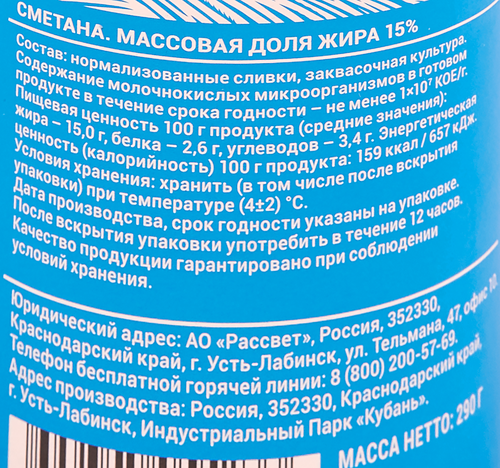 СМЕТАНА. МАССОВАЯ ДОЛЯ ЖИРА 15%
Состав: нормализованные сливки, заквасочная культура.
Содержание молочнокислых микроорганизмов в готовом
продукте в течение срока годности – не менее 1×10⁷ КОЕ/г.
Пищевая ценность 100 г продукта (средние значения):
жира – 15,0 г, белка – 2,6 г, углеводов – 3,4 г. Энергетическая
ценность (калорийность) 100 г продукта: 159 ккал / 657 кДж.
Условия хранения: хранить (в том числе после вскрытия
упаковки) при температуре (4±2) °С.
Дата производства, срок годности указаны на упаковке.
После вскрытия упаковки употребить в течение 12 часов.
Качество продукции гарантировано при соблюдении
условий хранения.
Юридический адрес: АО «Рассвет», Россия, 352330,
Краснодарский край, г. Усть-Лабинск, ул. Тельмана, 47, офис 10.
Телефон бесплатной горячей линии: 8 (800) 200-57-69.
Адрес производства: Россия, 352330, Краснодарский край,
г. Усть-Лабинск, Индустриальный Парк «Кубань».
МАССА НЕТТО: 290 Г